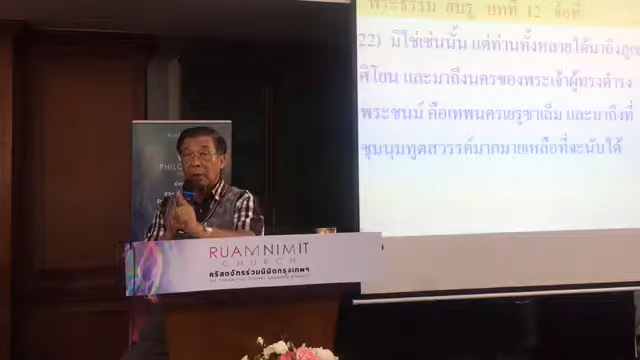 พระธรรม ฮีบรู บทที่ 12 ข้อที่
22) มิใช่เช่นนั้น แต่ท่านทั้งหลายได้มาถึงภูเขา
ศิโยน และมาถึงนครของพระเจ้าผู้ทรงดำรง
พระชนม์ คือเทพนครเยรูซาเล็ม และมาถึงที่
ชุมนุมทูตสวรรค์มากมายเหลือที่จะนับได้
RUAMNIMIT
CHURCH
คริสตจักรร่วมนิมิตกรุงเทพฯ